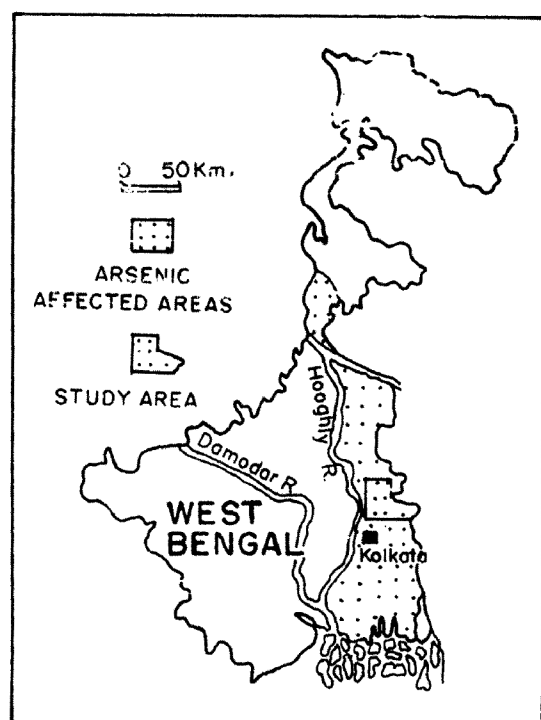 0 50Km.
ARSENIC
AFFECTED AREAS
STUDY AREA
Hooghly R.
Damodar R.
WEST
BENGAL
Kolkata